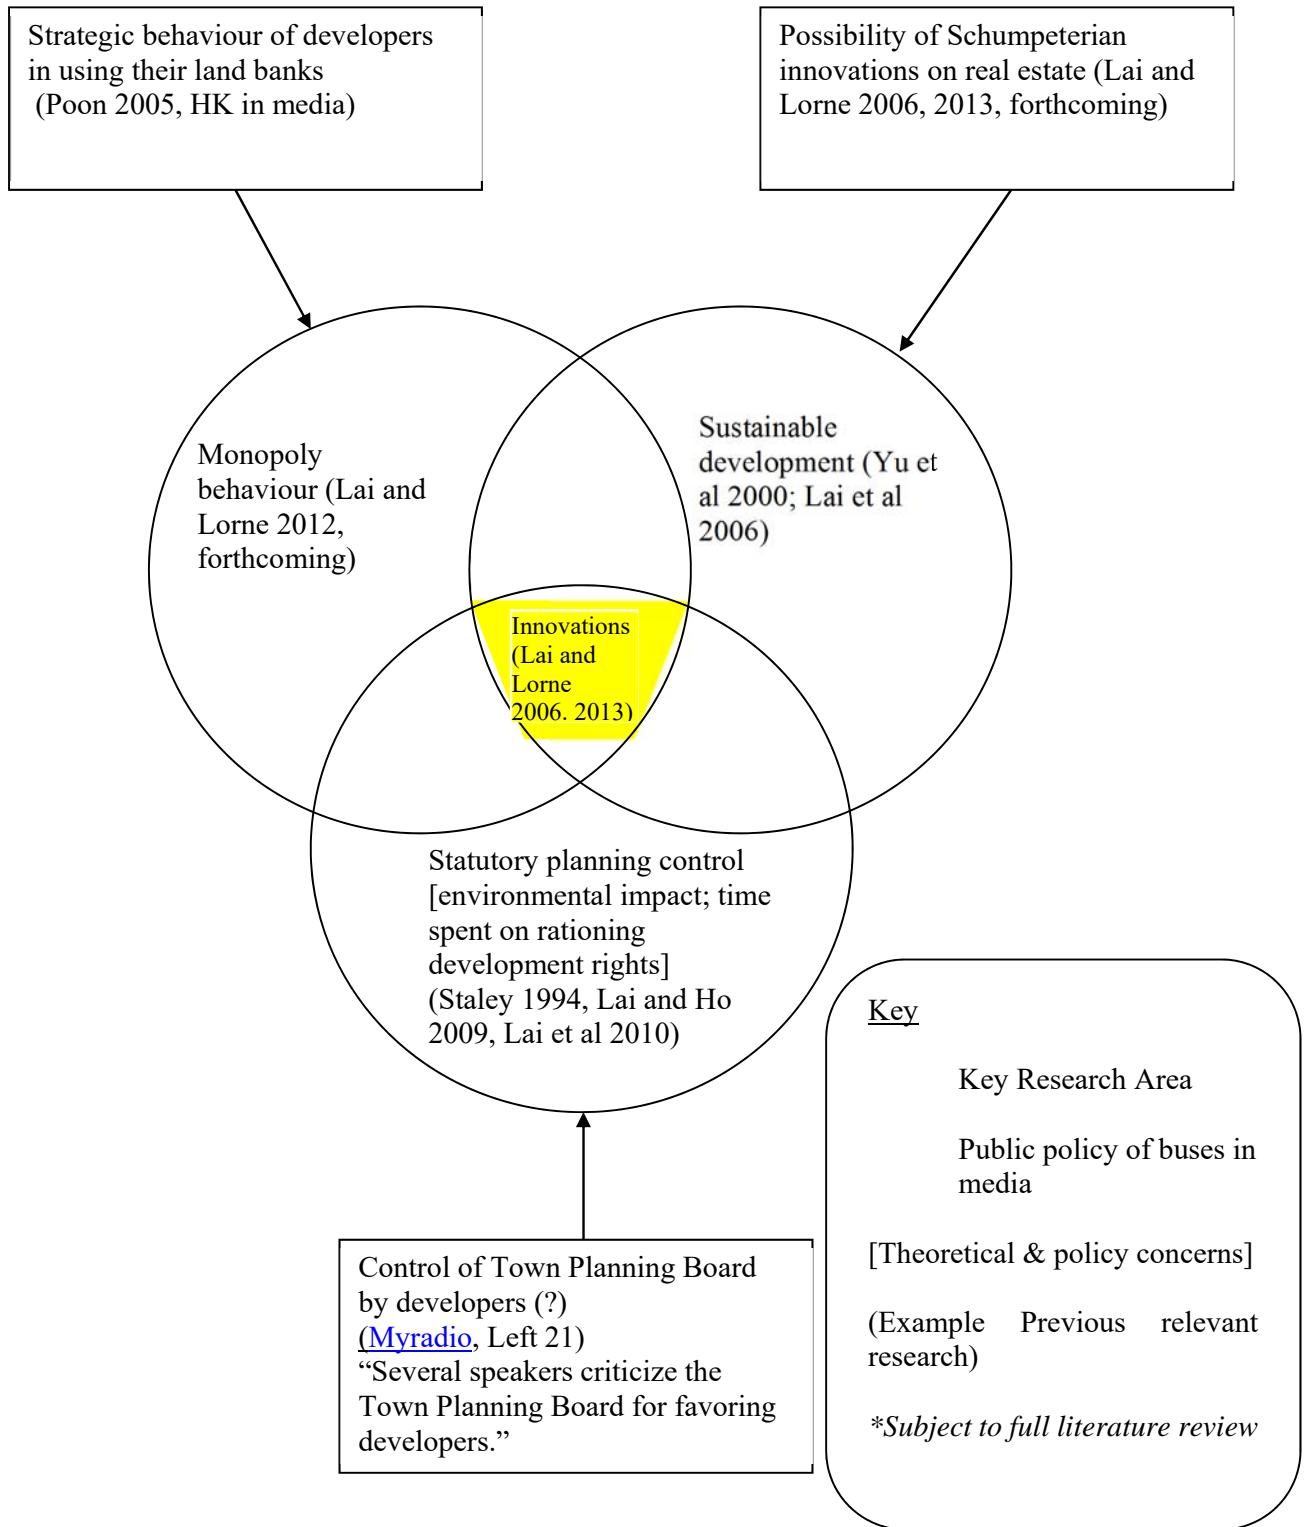 Strategic behaviour of developers
in using their land banks
(Poon 2005, HK in media)
Possibility of Schumpeterian
innovations on real estate (Lai and
Lorne 2006, 2013, forthcoming)
Monopoly
behaviour (Lai and
Lorne 2012,
forthcoming)
Sustainable
development (Yu et
al 2000; Lai et al
2006)
Innovations
(Lai and
Lorne
2006. 2013)
Statutory planning control
[environmental impact; time
spent on rationing
development rights]
(Staley 1994, Lai and Ho
2009, Lai et al 2010)
Control of Town Planning Board
by developers (?)
(Myradio, Left 21)
“Several speakers criticize the
Town Planning Board for favoring
developers.”
Key
Key Research Area
Public policy of buses in
media
[Theoretical & policy concerns]
(Example Previous relevant
research)
*Subject to full literature review